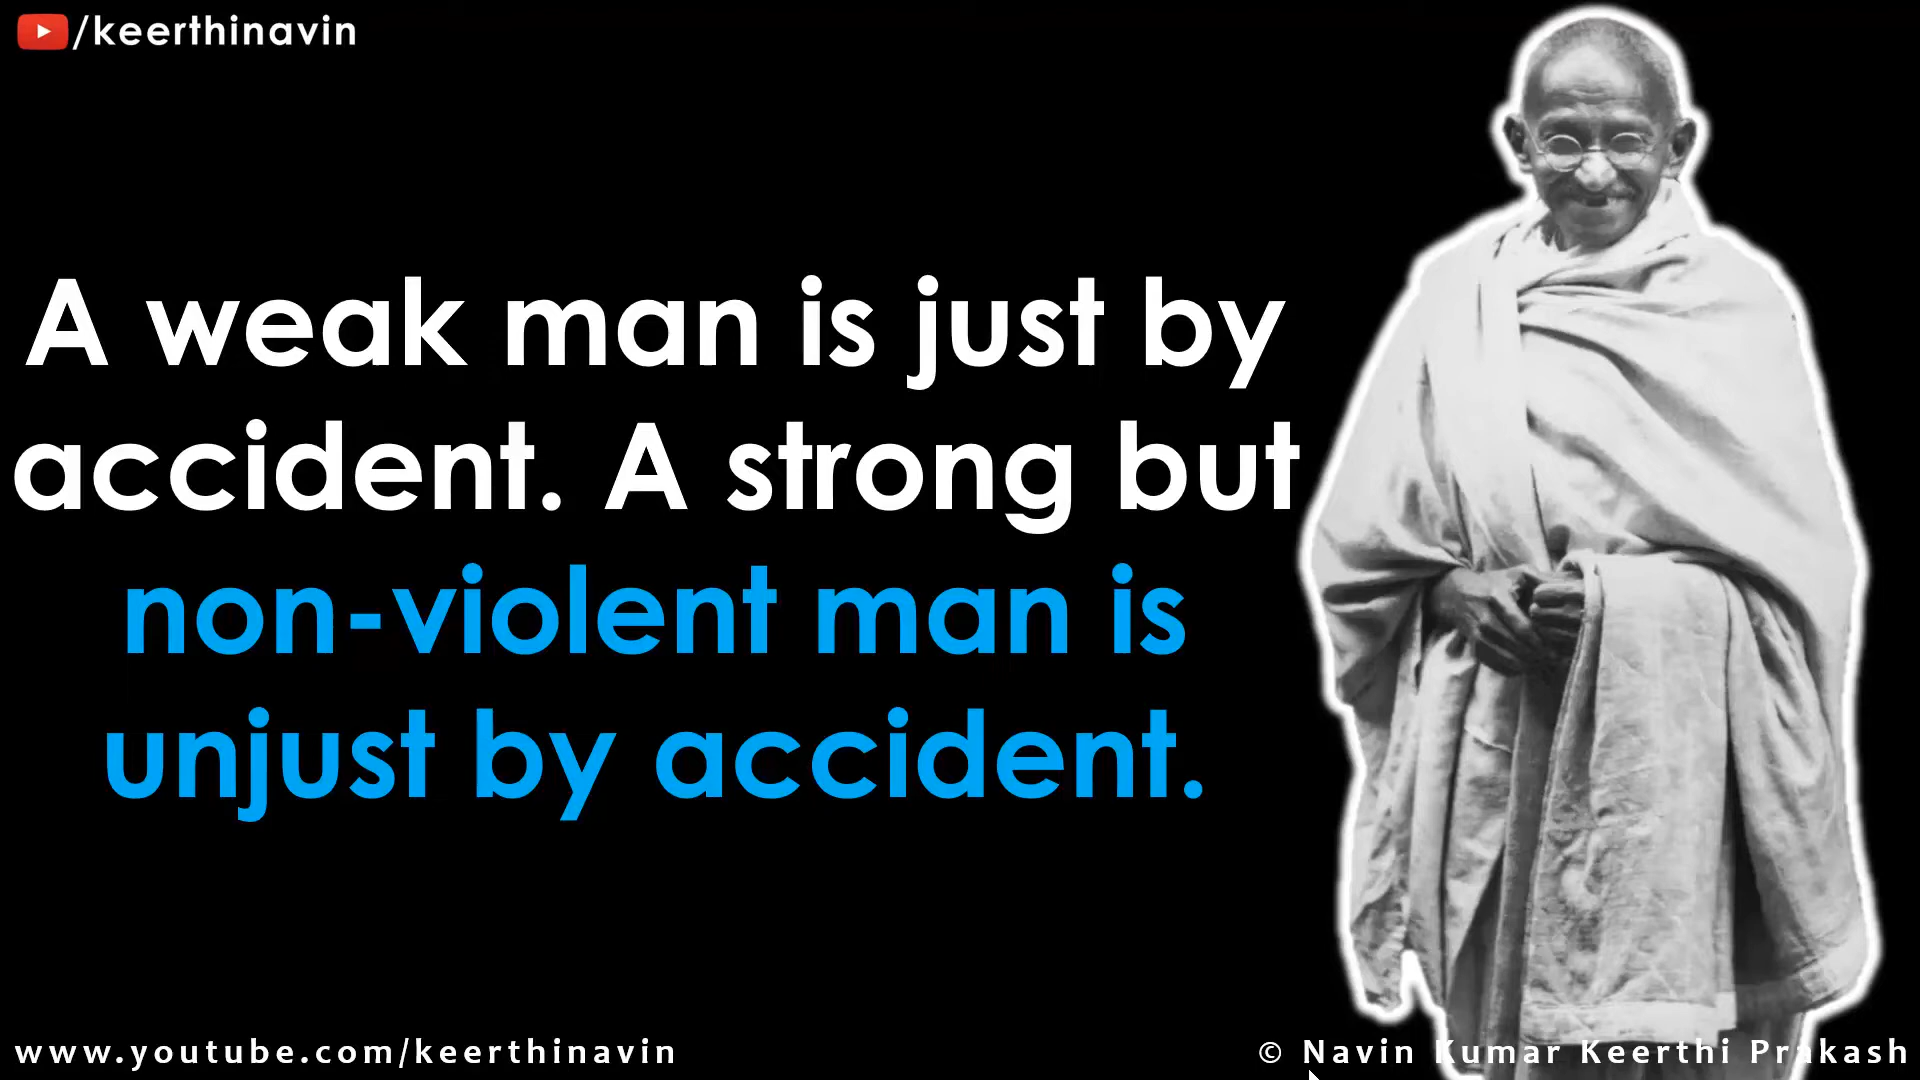 /keerthinavin
A weak man is just by
accident. A strong but
non-violent man is
unjust by accident.
www.youtube.com/keerthinavin
© Navin Kumar Keerthi Prakash